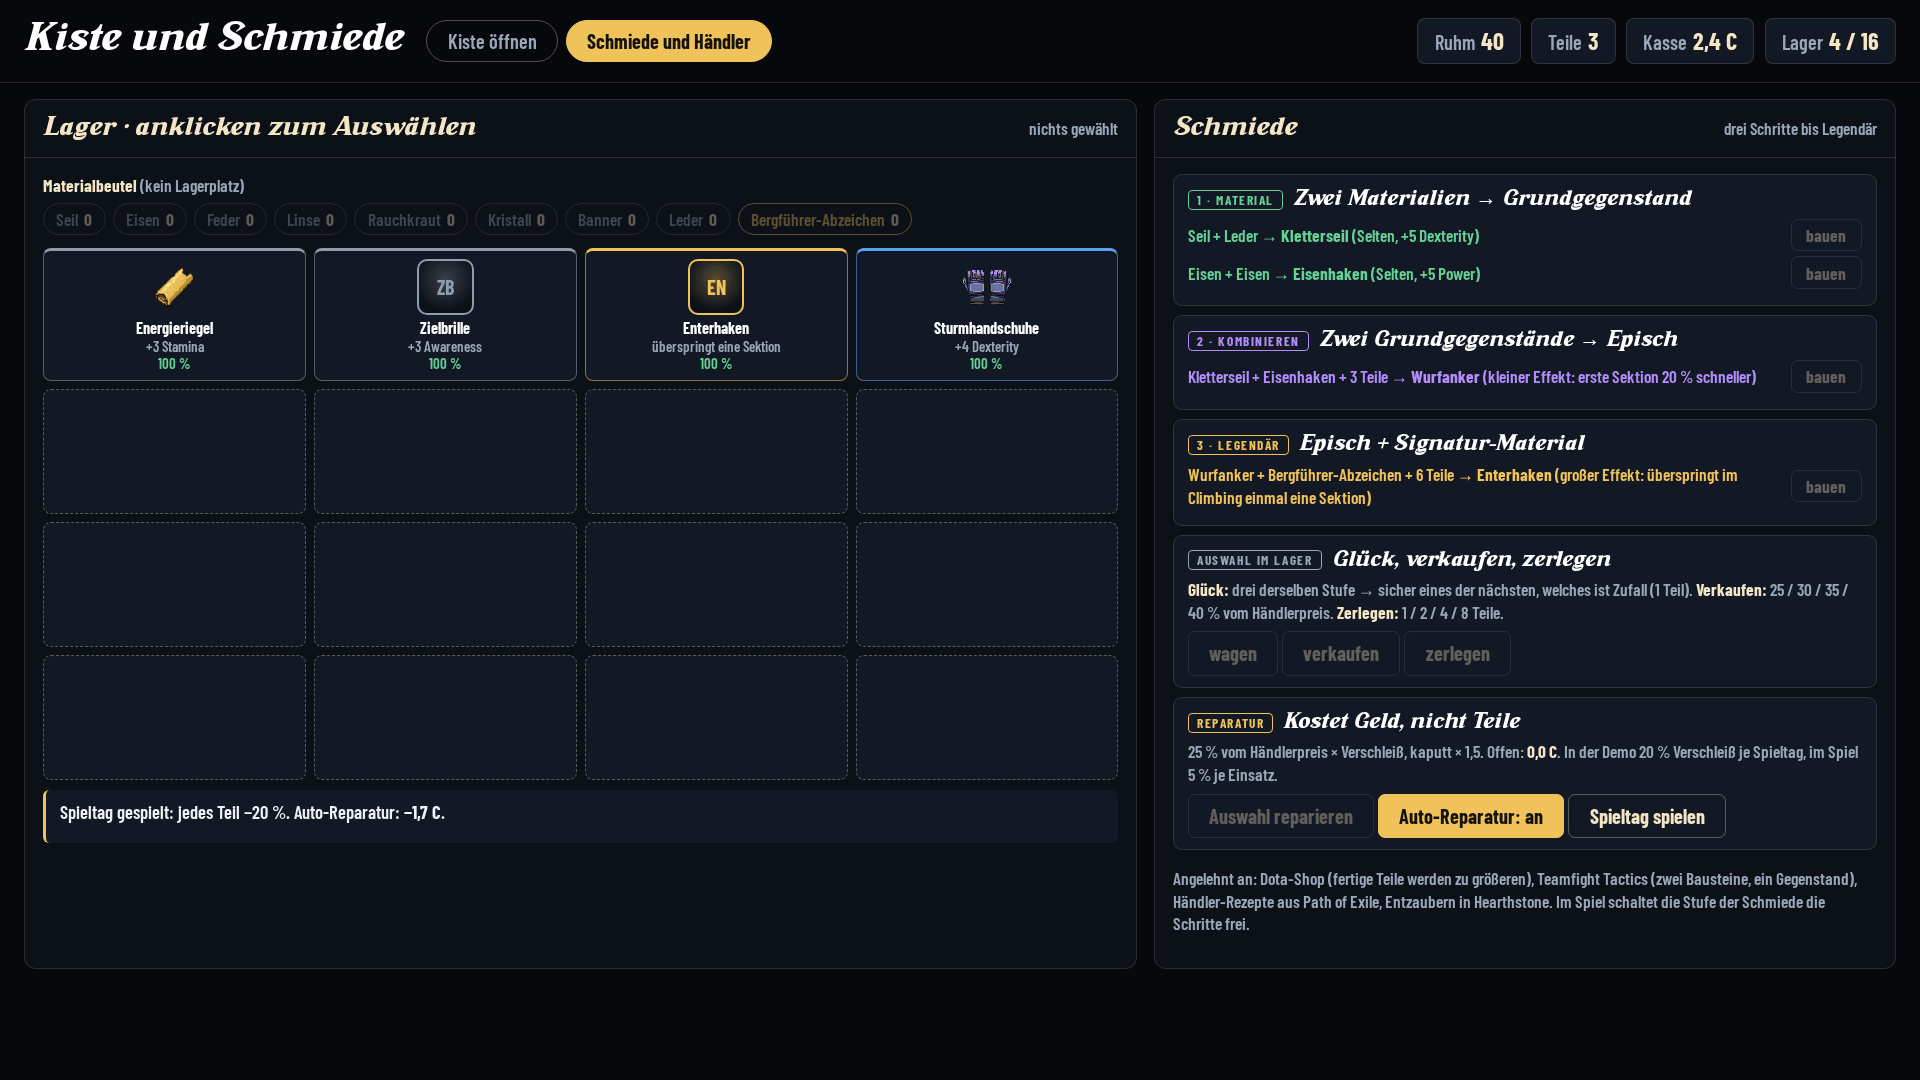 Kiste und Schmiede
Kiste öffnen
Schmiede und Händler
Ruhm 40
Teile 3
Kasse 2,4 C
Lager 4 / 16
Lager · anklicken zum Auswählen
nichts gewählt
Materialbeutel (kein Lagerplatz)
Seil 0
Eisen 0
Feder 0
Linse 0
Rauchkraut 0
Kristall 0
Banner 0
Leder 0
Bergführer-Abzeichen 0
Energieriegel
+3 Stamina
100 %
ZB
Zielbrille
+3 Awareness
100 %
EN
Enterhaken
überspringt eine Sektion
100 %
Sturmhandschuhe
+4 Dexterity
100 %
Spieltag gespielt: jedes Teil −20 %. Auto-Reparatur: −1,7 C.
Schmiede
drei Schritte bis Legendär
1 · MATERIAL
Zwei Materialien → Grundgegenstand
Seil + Leder → Kletterseil (Selten, +5 Dexterity)
bauen
Eisen + Eisen → Eisenhaken (Selten, +5 Power)
bauen
2 · KOMBINIEREN
Zwei Grundgegenstände → Episch
Kletterseil + Eisenhaken + 3 Teile → Wurfanker (kleiner Effekt: erste Sektion 20 % schneller)
bauen
3 · LEGENDÄR
Episch + Signatur-Material
Wurfanker + Bergführer-Abzeichen + 6 Teile → Enterhaken (großer Effekt: überspringt im
Climbing einmal eine Sektion)
bauen
AUSWAHL IM LAGER
Glück, verkaufen, zerlegen
Glück: drei derselben Stufe → sicher eines der nächsten, welches ist Zufall (1 Teil). Verkaufen: 25 / 30 / 35 /
40 % vom Händlerpreis. Zerlegen: 1 / 2 / 4 / 8 Teile.
wagen
verkaufen
zerlegen
REPARATUR
Kostet Geld, nicht Teile
25 % vom Händlerpreis × Verschleiß, kaputt × 1,5. Offen: 0,0 C. In der Demo 20 % Verschleiß je Spieltag, im Spiel
5 % je Einsatz.
Auswahl reparieren
Auto-Reparatur: an
Spieltag spielen
Angelehnt an: Dota-Shop (fertige Teile werden zu größeren), Teamfight Tactics (zwei Bausteine, ein Gegenstand),
Händler-Rezepte aus Path of Exile, Entzaubern in Hearthstone. Im Spiel schaltet die Stufe der Schmiede die
Schritte frei.